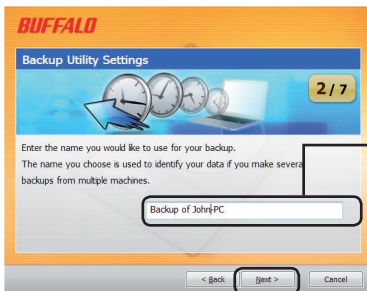 BUFFALO
Backup Utility Settings
2 / 7
Enter the name you would like to use for your backup.
The name you choose is used to identify your data if you make severa
backups from multiple machines.
Backup of John-PC
< Back
Next >
Cancel